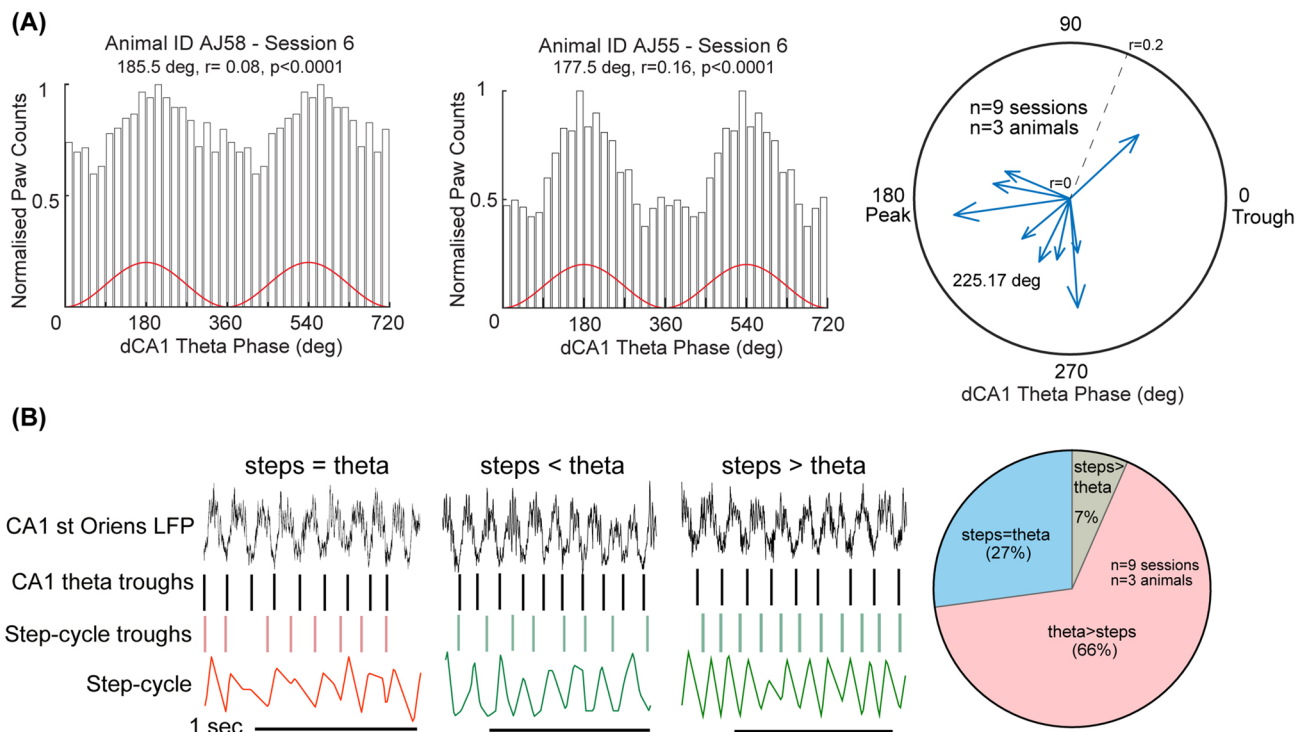 (A)
Animal ID AJ58 - Session 6
185.5 deg, r= 0.08, p<0.0001
Normalised Paw Counts
1
0.5
0
0 180 360 540 720
dCA1 Theta Phase (deg)
Animal ID AJ55 - Session 6
177.5 deg, r=0.16, p<0.0001
Normalised Paw Counts
1
0.5
0
0 180 360 540 720
dCA1 Theta Phase (deg)
90
r=0.2
n=9 sessions
n=3 animals
r=0
180
Peak
0
Trough
225.17 deg
270
dCA1 Theta Phase (deg)
(B)
steps = theta
steps < theta
steps > theta
CA1 st Oriens LFP
CA1 theta troughs
Step-cycle troughs
Step-cycle
1 sec
steps>
theta
7%
steps=theta
(27%)
n=9 sessions
n=3 animals
theta>steps
(66%)